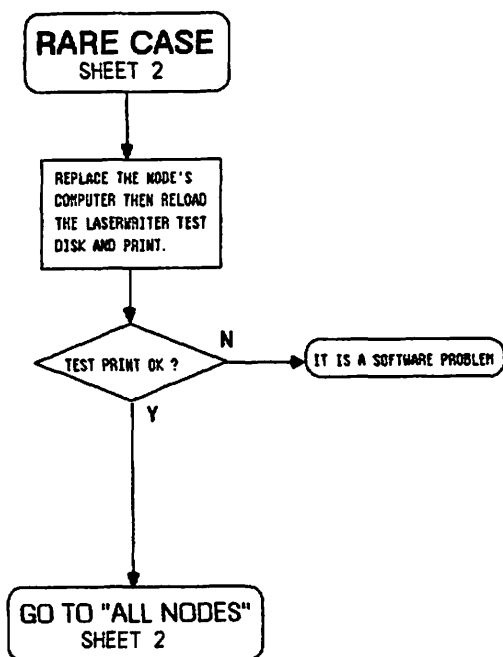 RARE CASE
SHEET 2
REPLACE THE NODE'S
COMPUTER THEN RELOAD
THE LASERWRITER TEST
DISK AND PRINT.
TEST PRINT OK ?
N
IT IS A SOFTWARE PROBLEM
Y
GO TO "ALL NODES"
SHEET 2